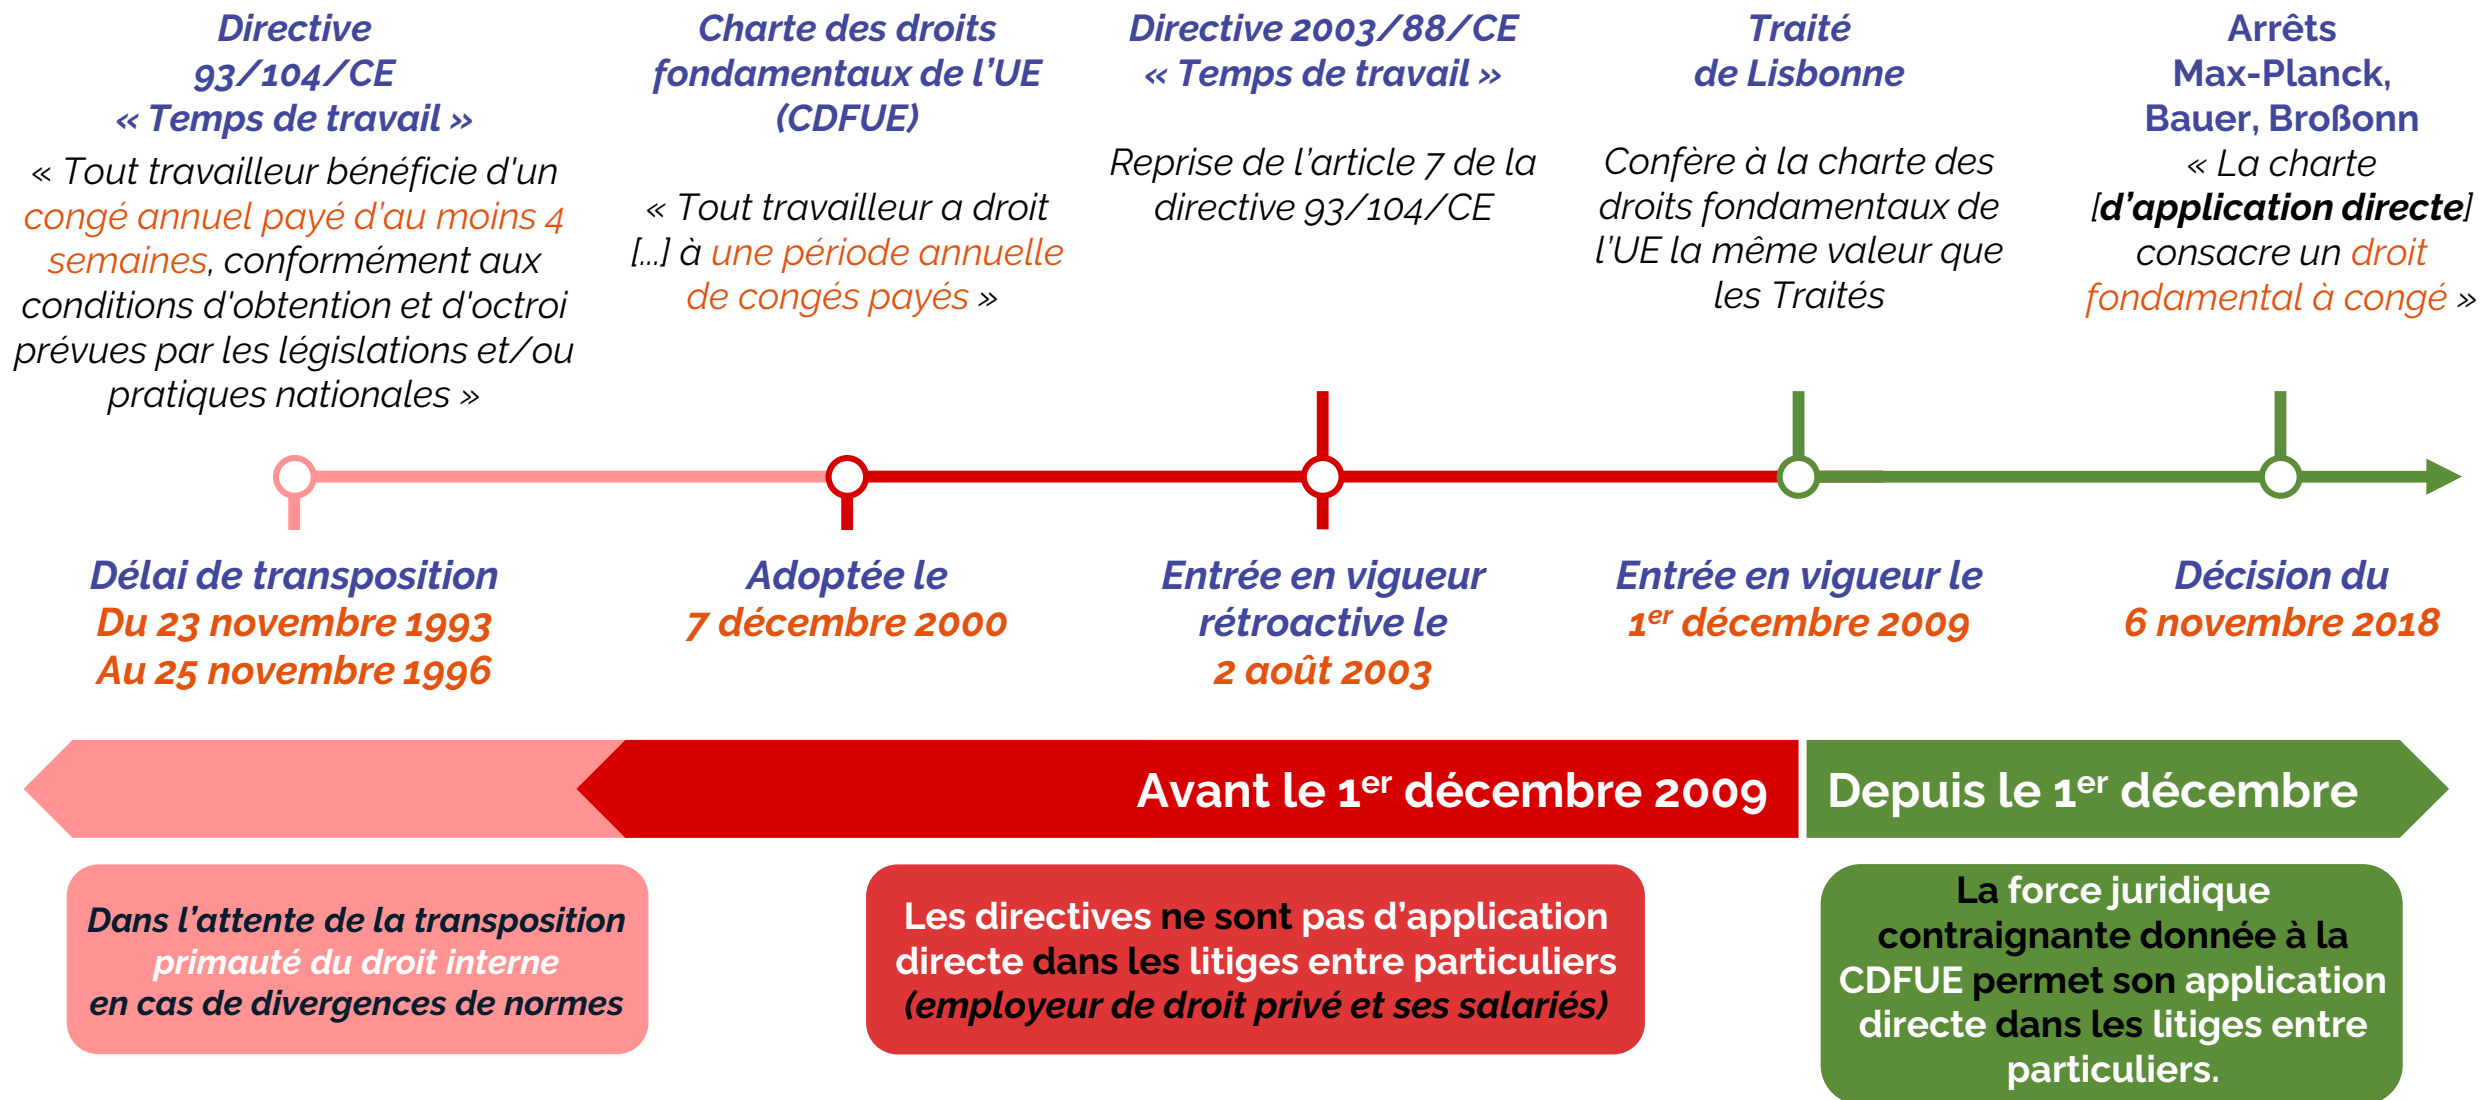 Directive
93/104/CE
« Temps de travail »
« Tout travailleur bénéficie d'un
congé annuel payé d’au moins 4
semaines, conformément aux
conditions d'obtention et d'octroi
prévues par les législations et/ou
pratiques nationales »
Charte des droits
fondamentaux de l’UE
(CDFUE)
« Tout travailleur a droit
[...] à une période annuelle
de congés payés »
Directive 2003/88/CE
« Temps de travail »
Reprise de l’article 7 de la
directive 93/104/CE
Traité
de Lisbonne
Confère à la charte des
droits fondamentaux de
l’UE la même valeur que
les Traités
Arrêts
Max-Planck,
Bauer, Broßonn
« La charte
[d’application directe]
consacre un droit
fondamental à congé »
Délai de transposition
Du 23 novembre 1993
Au 25 novembre 1996
Adoptée le
7 décembre 2000
Entrée en vigueur
rétroactive le
2 août 2003
Entrée en vigueur le
1er décembre 2009
Décision du
6 novembre 2018
Avant le 1er décembre 2009
Depuis le 1er décembre
Dans l’attente de la transposition
primauté du droit interne
en cas de divergences de normes
Les directives ne sont pas d’application
directe dans les litiges entre particuliers
(employeur de droit privé et ses salariés)
La force juridique
contraignante donnée à la
CDFUE permet son application
directe dans les litiges entre
particuliers.